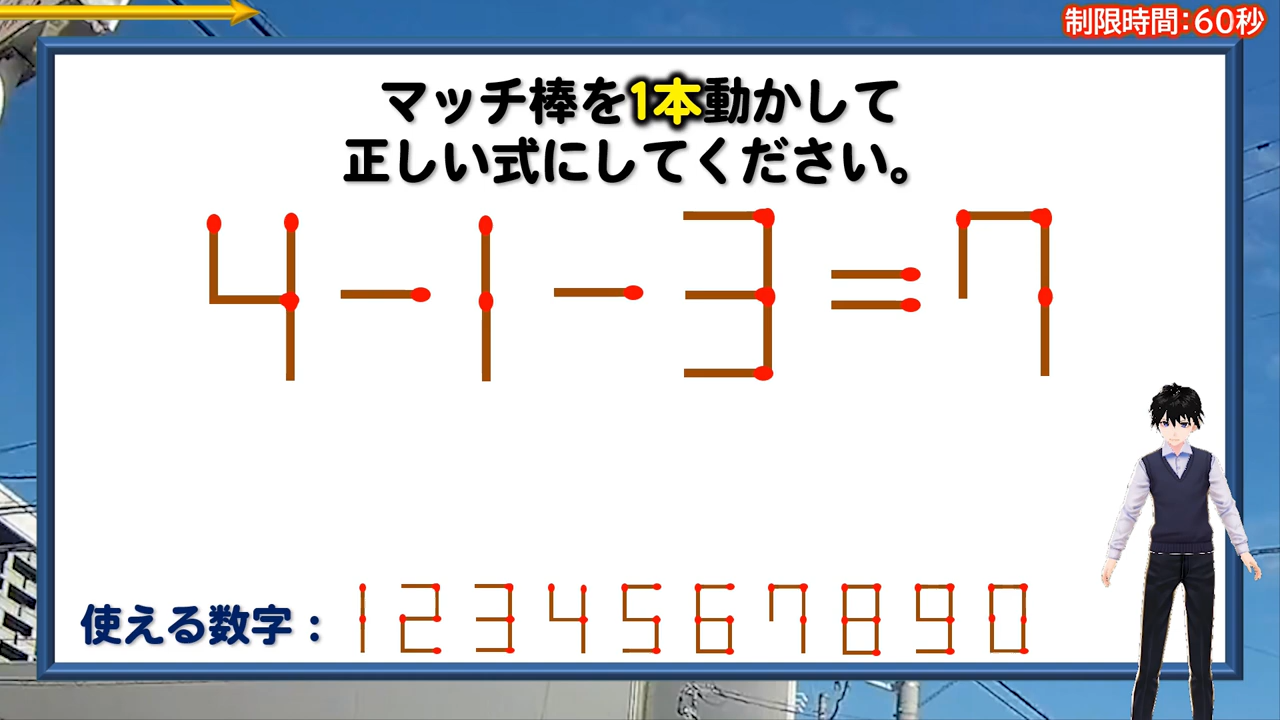 制限時間:60秒
マッチ棒を1本動かして
正しい式にしてください。
4-1-3=7
使える数字：1234567890